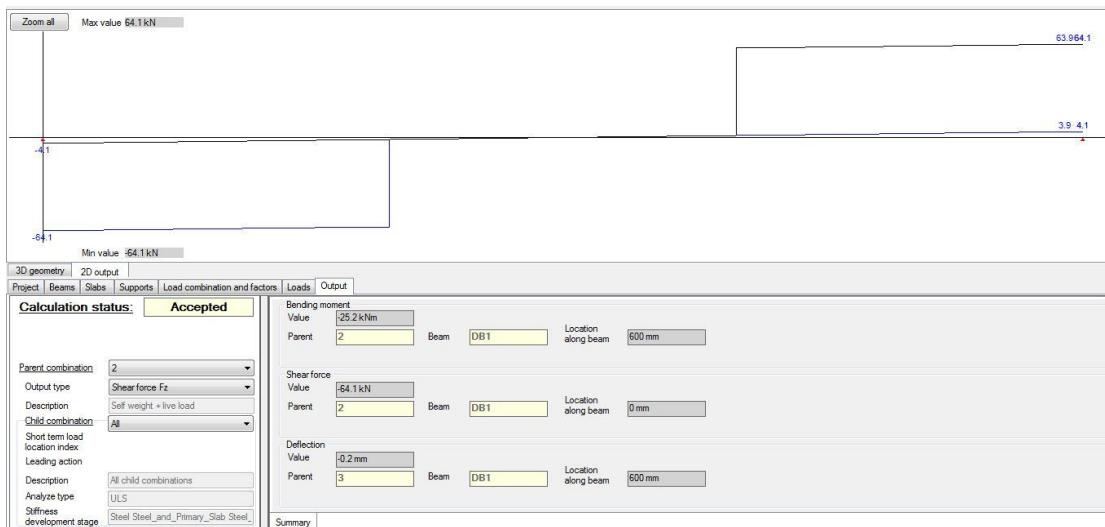 Zoom all Max value 64.1 kN
63.964.1
3.9 4.1
-4.1
-64.1
Min value -64.1 kN
3D geometry 2D output
Project Beams Slabs Supports Load combination and factors Loads Output
Calculation status: Accepted
Parent combination 2
Output type Shear force Fz
Description Self weight + live load
Child combination All
Short term load
location index
Leading action
Description All child combinations
Analyze type ULS
Stiffness
development stage Steel Steel_and_Primary_Slab Steel_
Bending moment
Value -25.2 kNm
Parent 2 Beam DB1 Location
along beam 600 mm
Shear force
Value -64.1 kN
Parent 2 Beam DB1 Location
along beam 0 mm
Deflection
Value -0.2 mm
Parent 3 Beam DB1 Location
along beam 600 mm
Summary